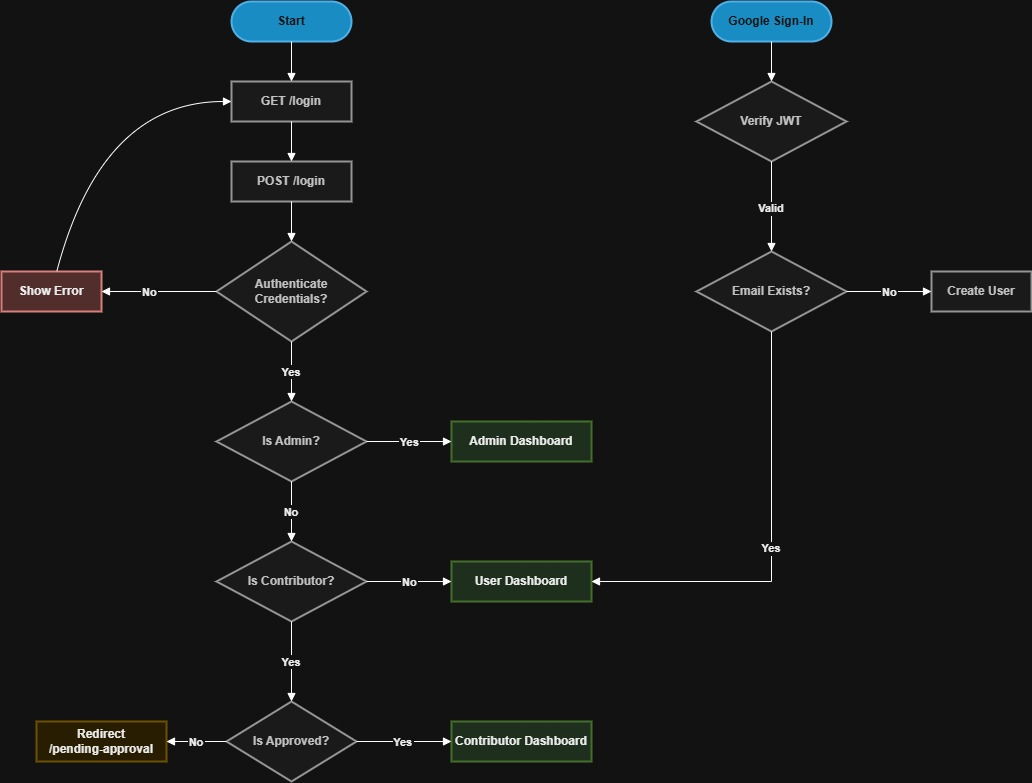 Start
Google Sign-In
GET /login
Verify JWT
POST /login
Valid
Authenticate
Credentials?
No
Show Error
Email Exists?
No
Create User
Yes
Is Admin?
Yes
Admin Dashboard
No
Yes
Is Contributor?
No
User Dashboard
Yes
Is Approved?
No
Redirect
/pending-approval
Yes
Contributor Dashboard